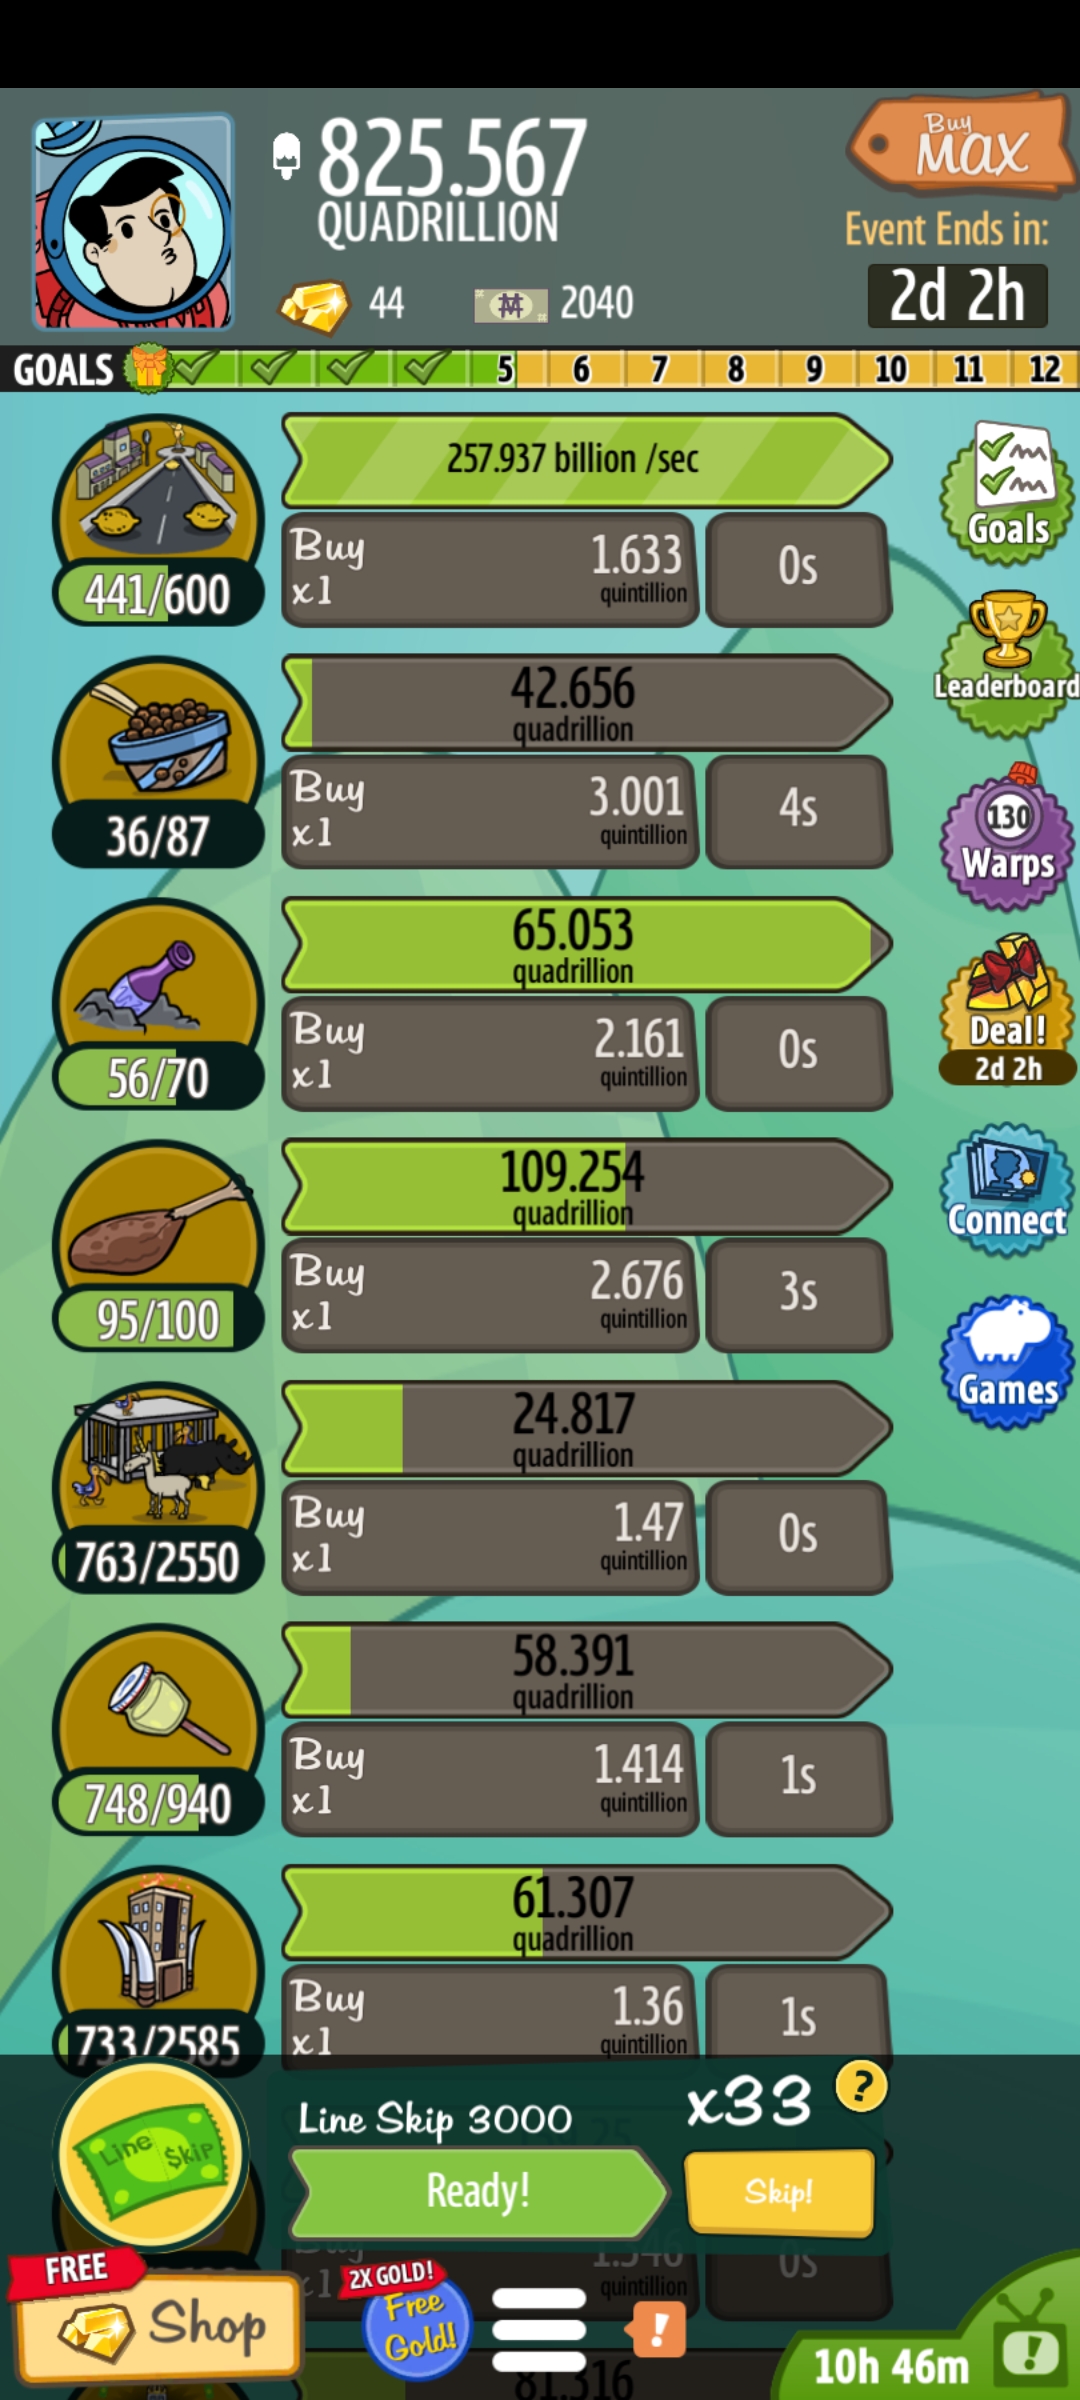 825.567
QUADRILLION
Buy
MAX
Event Ends in:
2d 2h
44
2040
GOALS 5 6 7 8 9 10 11 12
257.937 billion /sec
Buy
x1
1.633
quintillion
0s
441/600
Goals
Leaderboard
42.656
quadrillion
Buy
x1
3.001
quintillion
4s
36/87
130
Warps
65.053
quadrillion
Buy
x1
2.161
quintillion
0s
56/70
Deal!
2d 2h
109.254
quadrillion
Buy
x1
2.676
quintillion
3s
95/100
Connect
24.817
quadrillion
Buy
x1
1.47
quintillion
0s
763/2550
Games
58.391
quadrillion
Buy
x1
1.414
quintillion
1s
748/940
61.307
quadrillion
Buy
x1
1.36
quintillion
1s
733/2585
Line Skip
Line Skip 3000
x33
?
Ready!
Skip!
Buy
x1
1.346
quintillion
0s
FREE
Shop
2X GOLD!
Free
Gold!
!
10h 46m
!
81.316